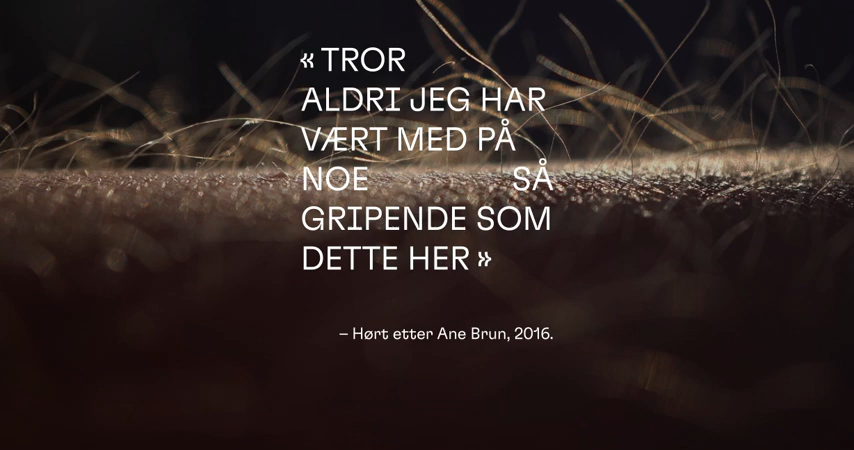 « TROR
ALDRI JEG HAR
VÆRT MED PÅ
NOE SÅ
GRIPENDE SOM
DETTE HER »
– Hørt etter Ane Brun, 2016.